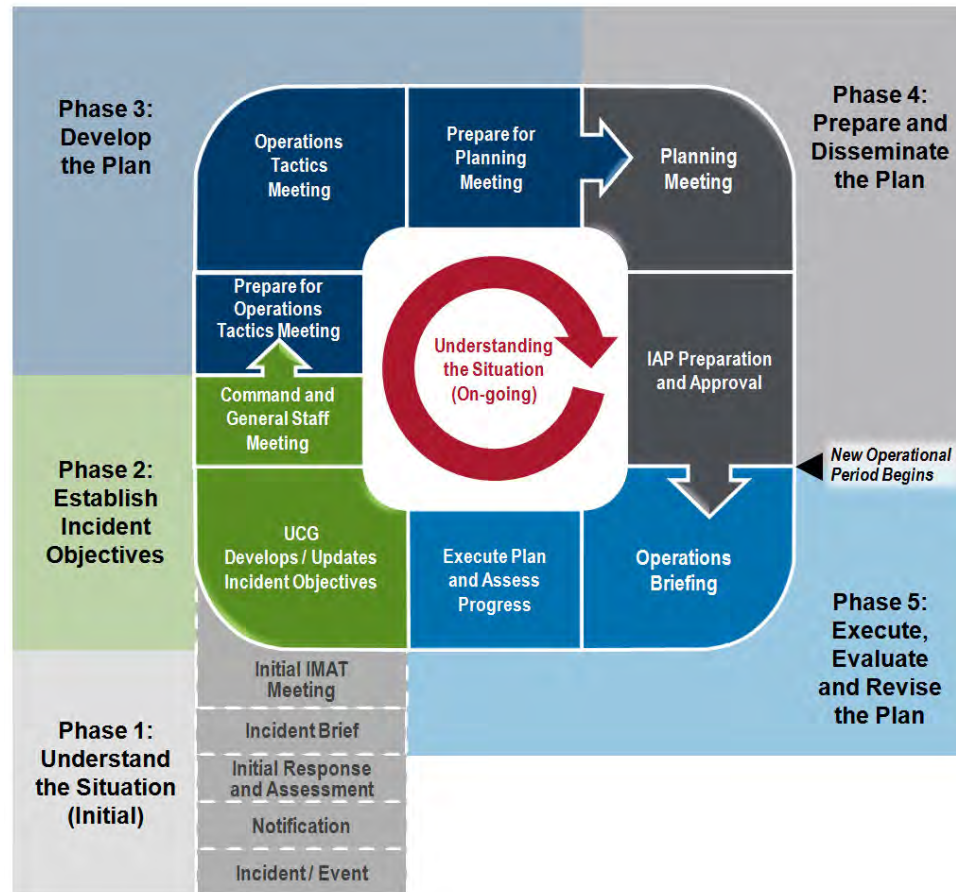 Phase 3:
Develop
the Plan
Operations
Tactics
Meeting
Prepare for
Planning
Meeting
Planning
Meeting
Phase 4:
Prepare and
Disseminate
the Plan
Prepare for
Operations
Tactics Meeting
Understanding
the Situation
(On-going)
IAP Preparation
and Approval
Command and
General Staff
Meeting
Phase 2:
Establish
Incident
Objectives
New Operational
Period Begins
UCG
Develops / Updates
Incident Objectives
Execute Plan
and Assess
Progress
Operations
Briefing
Phase 5:
Execute,
Evaluate
and Revise
the Plan
Phase 1:
Understand
the Situation
(Initial)
Initial IMAT
Meeting
Incident Brief
Initial Response
and Assessment
Notification
Incident / Event